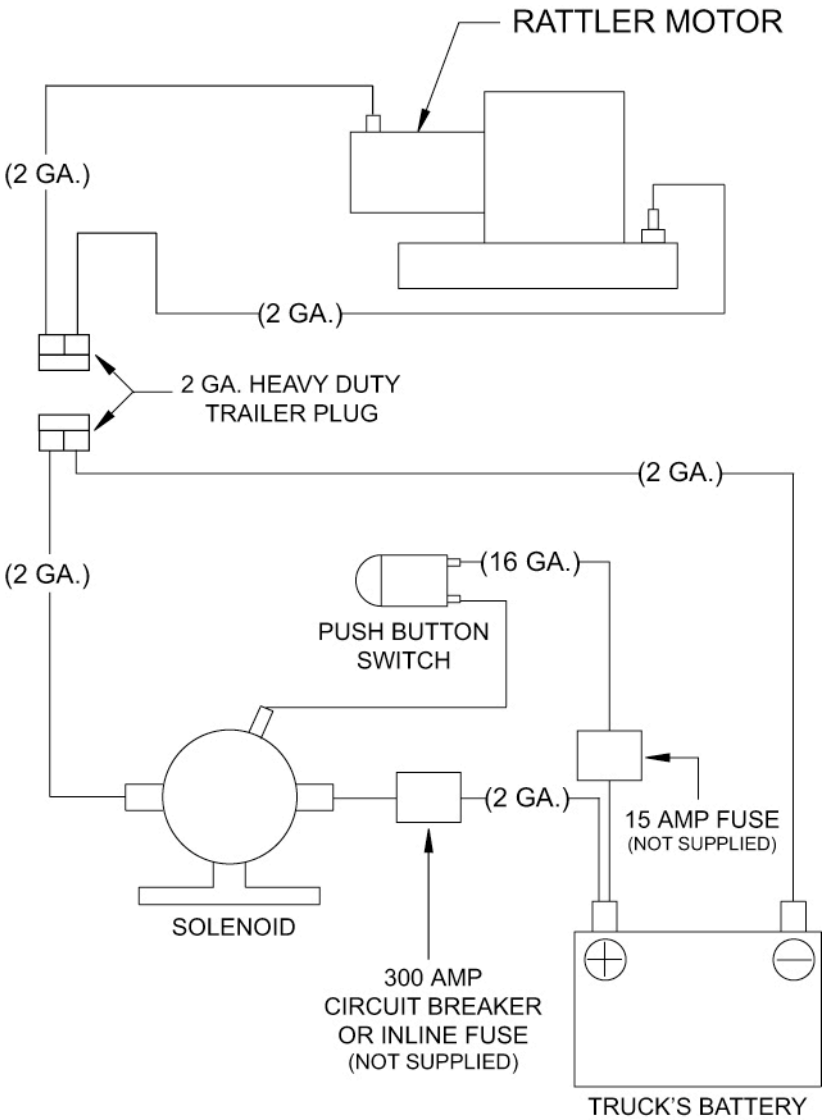 RATTLER MOTOR
(2 GA.)
(2 GA.)
2 GA. HEAVY DUTY
TRAILER PLUG
(2 GA.)
(2 GA.)
(16 GA.)
PUSH BUTTON
SWITCH
(2 GA.)
15 AMP FUSE
(NOT SUPPLIED)
SOLENOID
300 AMP
CIRCUIT BREAKER
OR INLINE FUSE
(NOT SUPPLIED)
+
−
TRUCK'S BATTERY